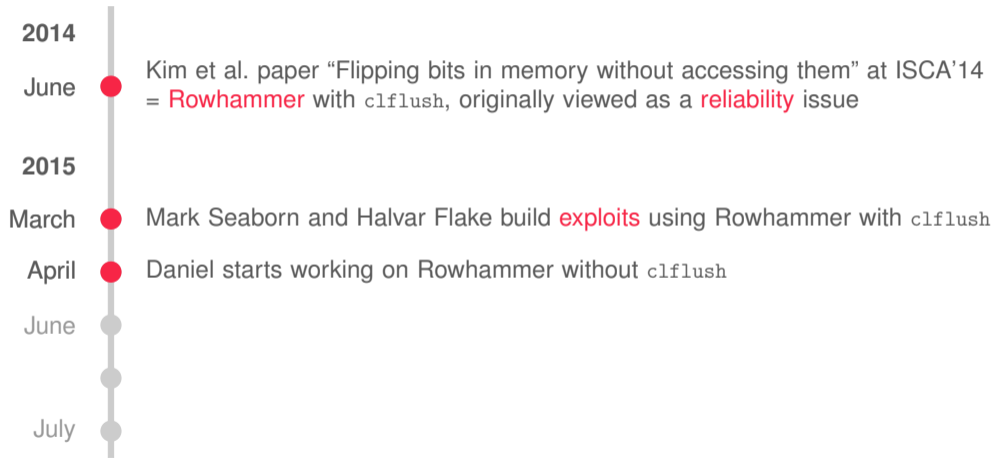 2014
June
Kim et al. paper “Flipping bits in memory without accessing them” at ISCA’14
= Rowhammer with clflush, originally viewed as a reliability issue
2015
March
Mark Seaborn and Halvar Flake build exploits using Rowhammer with clflush
April
Daniel starts working on Rowhammer without clflush
June
July